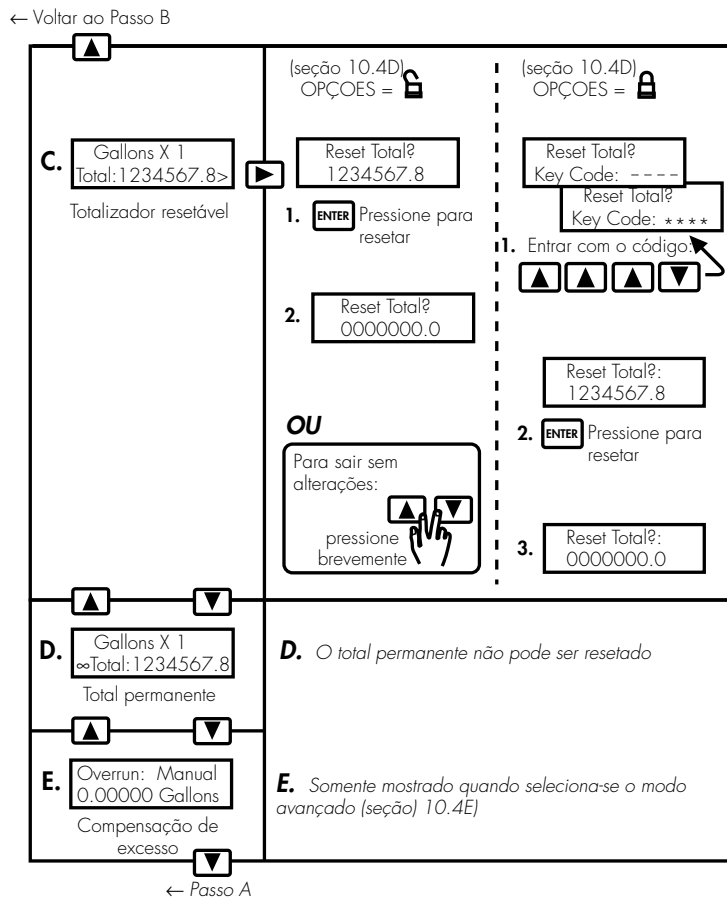 ← Voltar ao Passo B
(seção 10.4D)
OPÇOES =
(seção 10.4D)
OPÇOES =
C.
Gallons X 1
Total:1234567.8>
Totalizador resetável
Reset Total?
1234567.8
1. ENTER Pressione para
resetar
2.
Reset Total?
0000000.0
OU
Para sair sem
alterações:
pressione
brevemente
Reset Total?
Key Code: ----
Reset Total?
Key Code: ****
1. Entrar com o código:
Reset Total?:
1234567.8
2. ENTER Pressione para
resetar
3.
Reset Total?:
0000000.0
D.
Gallons X 1
∞Total:1234567.8
Total permanente
D. O total permanente não pode ser resetado
E.
Overrun: Manual
0.00000 Gallons
Compensação de
excesso
E. Somente mostrado quando seleciona-se o modo
avançado (seção) 10.4E)
← Passo A